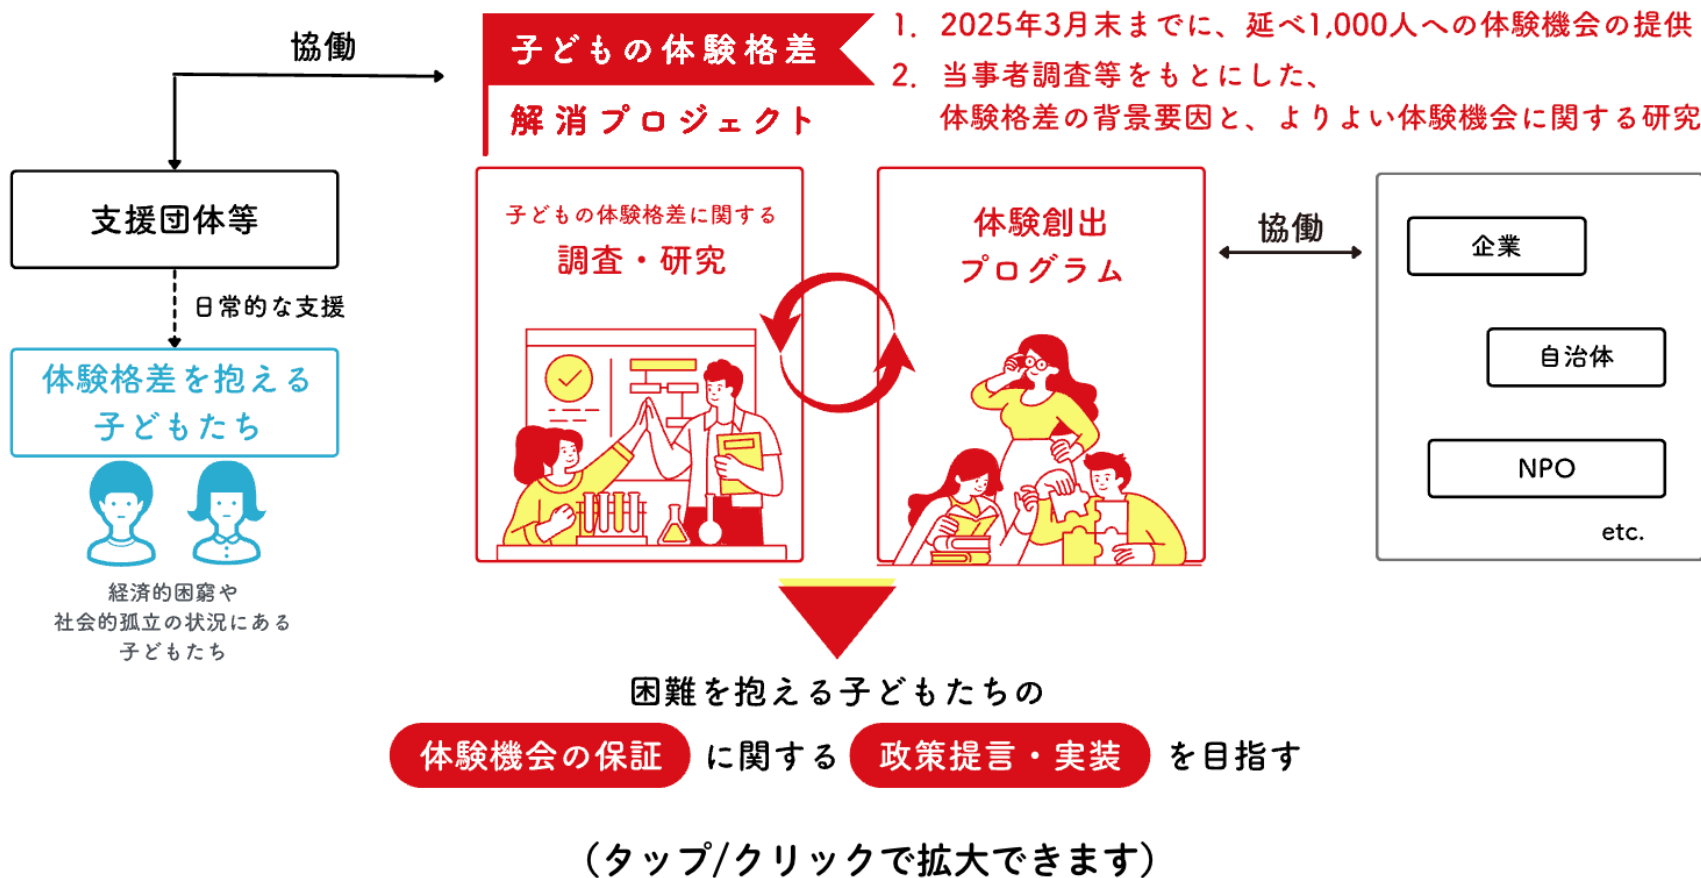 協働
子どもの体験格差
解消プロジェクト
1. 2025年3月末までに、延べ1,000人への体験機会の提供
2. 当事者調査等をもとにした、
体験格差の背景要因と、よりよい体験機会に関する研究
支援団体等
日常的な支援
体験格差を抱える
子どもたち
経済的困窮や
社会的孤立の状況にある
子どもたち
子どもの体験格差に関する
調査・研究
体験創出
プログラム
協働
企業
自治体
NPO
etc.
困難を抱える子どもたちの
体験機会の保証 に関する 政策提言・実装 を目指す
（タップ/クリックで拡大できます）